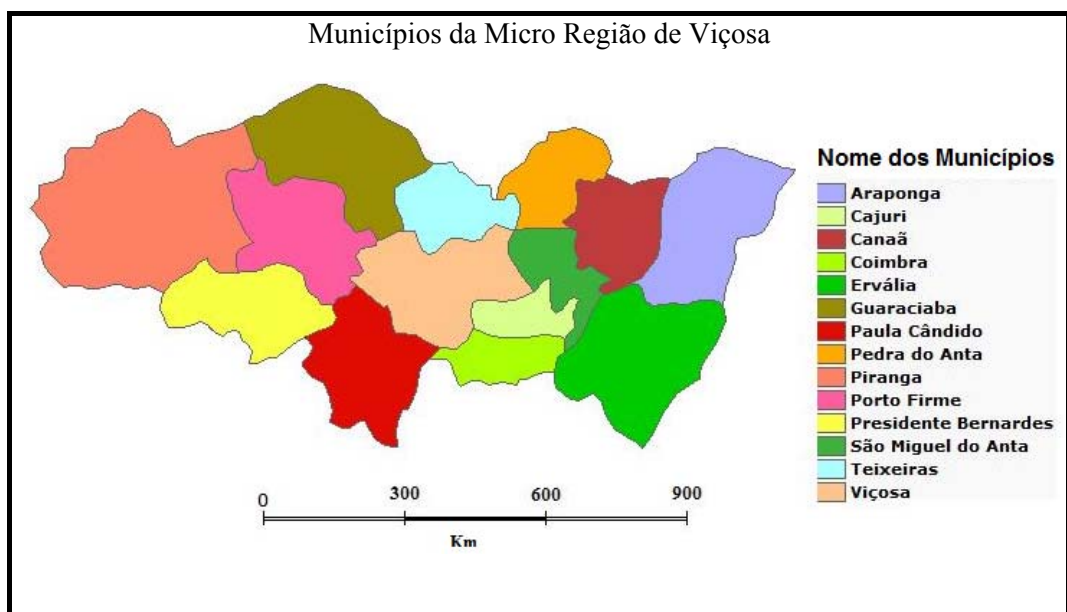 Municípios da Micro Região de Viçosa
Nome dos Municípios
Araponga
Cajuri
Canaã
Coimbra
Ervália
Guaraciaba
Paula Cândido
Pedra do Anta
Piranga
Porto Firme
Presidente Bernardes
São Miguel do Anta
Teixeiras
Viçosa
0 300 600 900
Km